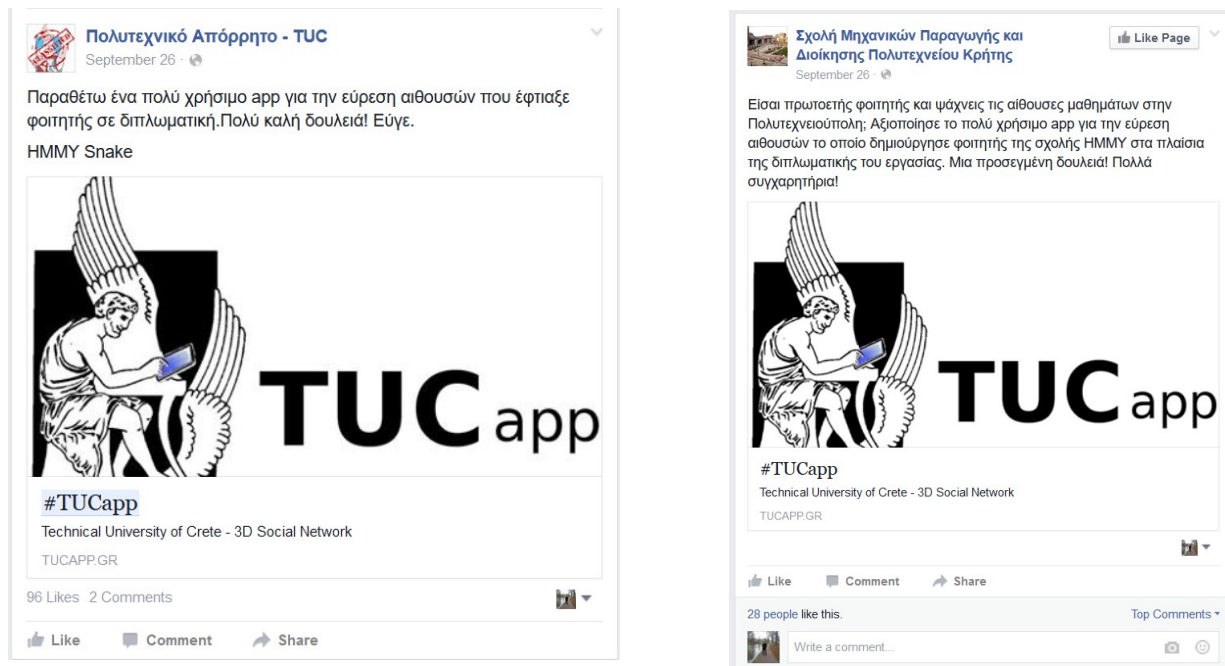 Πολυτεχνικό Απόρρητο - TUC
September 26
Παραθέτω ένα πολύ χρήσιμο app για την εύρεση αιθουσών που έφτιαξε
φοιτητής σε διπλωματική.Πολύ καλή δουλειά! Εύγε.
HMMY Snake
TUC app
#TUCapp
Technical University of Crete - 3D Social Network
TUCAPP.GR
96 Likes 2 Comments
Like Comment Share
Σχολή Μηχανικών Παραγωγής και
Διοίκησης Πολυτεχνείου Κρήτης
Like Page
September 26
Είσαι πρωτοετής φοιτητής και ψάχνεις τις αίθουσες μαθημάτων στην
Πολυτεχνειούπολη; Αξιοποίησε το πολύ χρήσιμο app για την εύρεση
αιθουσών το οποίο δημιούργησε φοιτητής της σχολής ΗΜΜΥ στα πλαίσια
της διπλωματικής του εργασίας. Μια προσεγμένη δουλειά! Πολλά
συγχαρητήρια!
TUC app
#TUCapp
Technical University of Crete - 3D Social Network
TUCAPP.GR
Like Comment Share
28 people like this.
Top Comments
Write a comment...